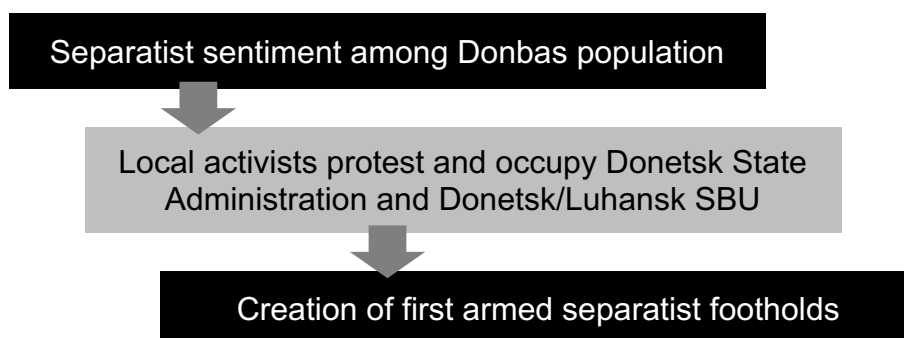 Separatist sentiment among Donbas population
Local activists protest and occupy Donetsk State
Administration and Donetsk/Luhansk SBU
Creation of first armed separatist footholds